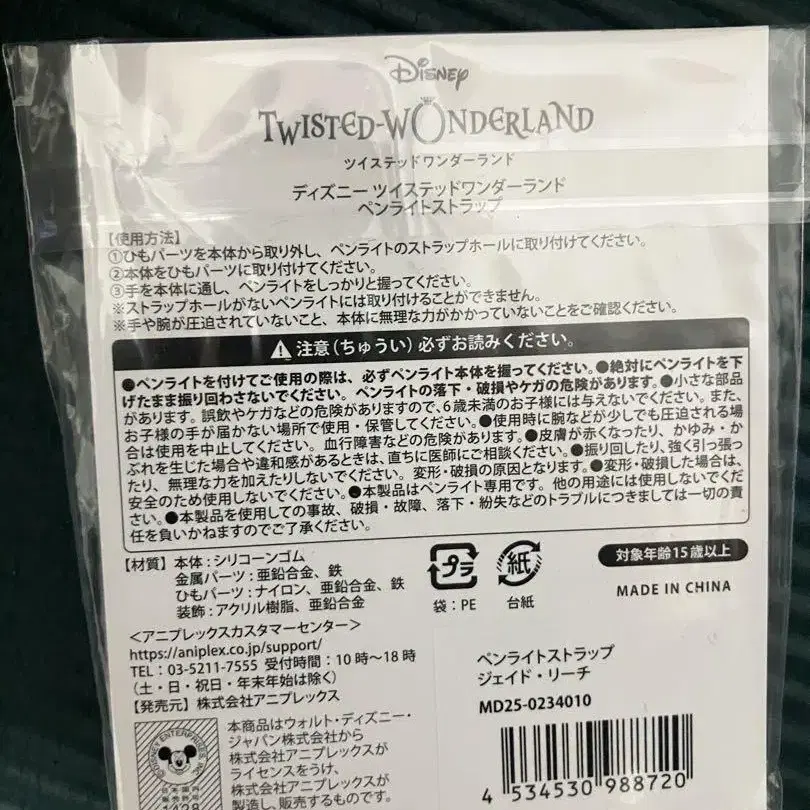 Disney
TWISTED-WONDERLAND
ツイステッドワンダーランド
ディズニー ツイステッドワンダーランド
ペンライトストラップ
【使用方法】
①ひもパーツを本体から取り外し、ペンライトのストラップホールに取り付けてください。
②本体をひもパーツに取り付けてください。
③手を本体に通し、ペンライトをしっかりと握ってください。
※ストラップホールがないペンライトには取り付けることができません。
※手や腕が圧迫されていないこと、本体に無理な力がかかっていないことをご確認ください。
注意(ちゅうい)必ずお読みください。
●ペンライトを付けてご使用の際は、必ずペンライト本体を握ってください。●絶対にペンライトを下
げたまま振り回さないでください。ペンライトの落下・破損やケガの危険があります。●小さな部品
があります。誤飲やケガなどの危険がありますので、6歳未満のお子様には与えないでください。また、
お子様の手が届かない場所で使用・保管してください。●使用時に腕などが少しでも圧迫される場
合は使用を中止してください。血行障害などの危険があります。●皮膚が赤くなったり、かゆみ・か
ぶれを生じた場合や違和感があるときは、直ちに医師にご相談ください。●振り回したり、強く引っ張っ
たり、無理な力を加えたりしないでください。変形・破損の原因となります。●変形・破損した場合は、
安全のため使用しないでください。●本製品はペンライト専用です。他の用途には使用しないでくだ
さい。●本製品を使用しての事故、破損・故障、落下・紛失などのトラブルにつきましては一切の責
任を負いかねますのでご了承ください。
【材質】本体:シリコーンゴム
金属パーツ:亜鉛合金、鉄
ひもパーツ:ナイロン、亜鉛合金、鉄
装飾:アクリル樹脂、亜鉛合金
プラ
袋:PE
紙
台紙
対象年齢15歳以上
MADE IN CHINA
<アニプレックスカスタマーセンター>
https://aniplex.co.jp/support/
TEL:03-5211-7555 受付時間:10時~18時
(土・日・祝日・年末年始は除く)
【発売元】株式会社アニプレックス
本商品はウォルト・ディズニー・
ジャパン株式会社から
株式会社アニプレックスが
ライセンスをうけ、
株式会社アニプレックスが
製造し、販売するものです。
ペンライトストラップ
ジェイド・リーチ
MD25-0234010
4 534530 988720